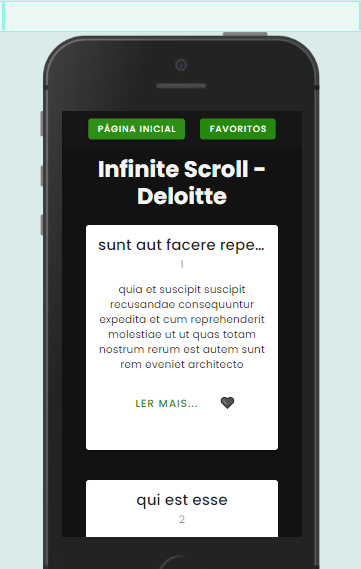 PÁGINA INICIAL FAVORITOS
Infinite Scroll -
Deloitte
sunt aut facere repe...
1
quia et suscipit suscipit
recusandae consequuntur
expedita et cum reprehenderit
molestiae ut ut quas totam
nostrum rerum est autem sunt
rem eveniet architecto
LER MAIS...
qui est esse
2